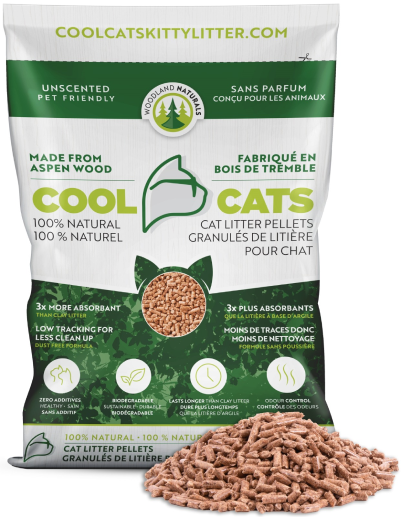 COOLCATSKITTYLITTER.COM
UNSCENTED
PET FRIENDLY
WOODLAND NATURALS
SANS PARFUM
CONÇU POUR LES ANIMAUX
MADE FROM
ASPEN WOOD
FABRIQUÉ EN
BOIS DE TREMBLE
COOL CATS
100% NATURAL
100 % NATUREL
CAT LITTER PELLETS
GRANULÉS DE LITIÈRE
POUR CHAT
3x MORE ABSORBANT
THAN CLAY LITTER
LOW TRACKING FOR
LESS CLEAN UP
DUST FREE FORMULA
3x PLUS ABSORBANTS
QUE LA LITIÈRE À BASE D'ARGILE
MOINS DE TRACES DONC
MOINS DE NETTOYAGE
FORMULE SANS POUSSIÈRE
ZERO ADDITIVES
HEALTHY • SAIN
SANS ADDITIF
BIODEGRADABLE
SUSTAINABLE • DURABLE
BIODÉGRADABLE
LASTS LONGER THAN CLAY LITTER
DURE PLUS LONGTEMPS
QUE LA LITIÈRE D'ARGILE
ODOUR CONTROL
CONTRÔLE DES ODEURS
100% NATURAL • 100 % NATUREL
CAT LITTER PELLETS
GRANULÉS DE LITIÈRE